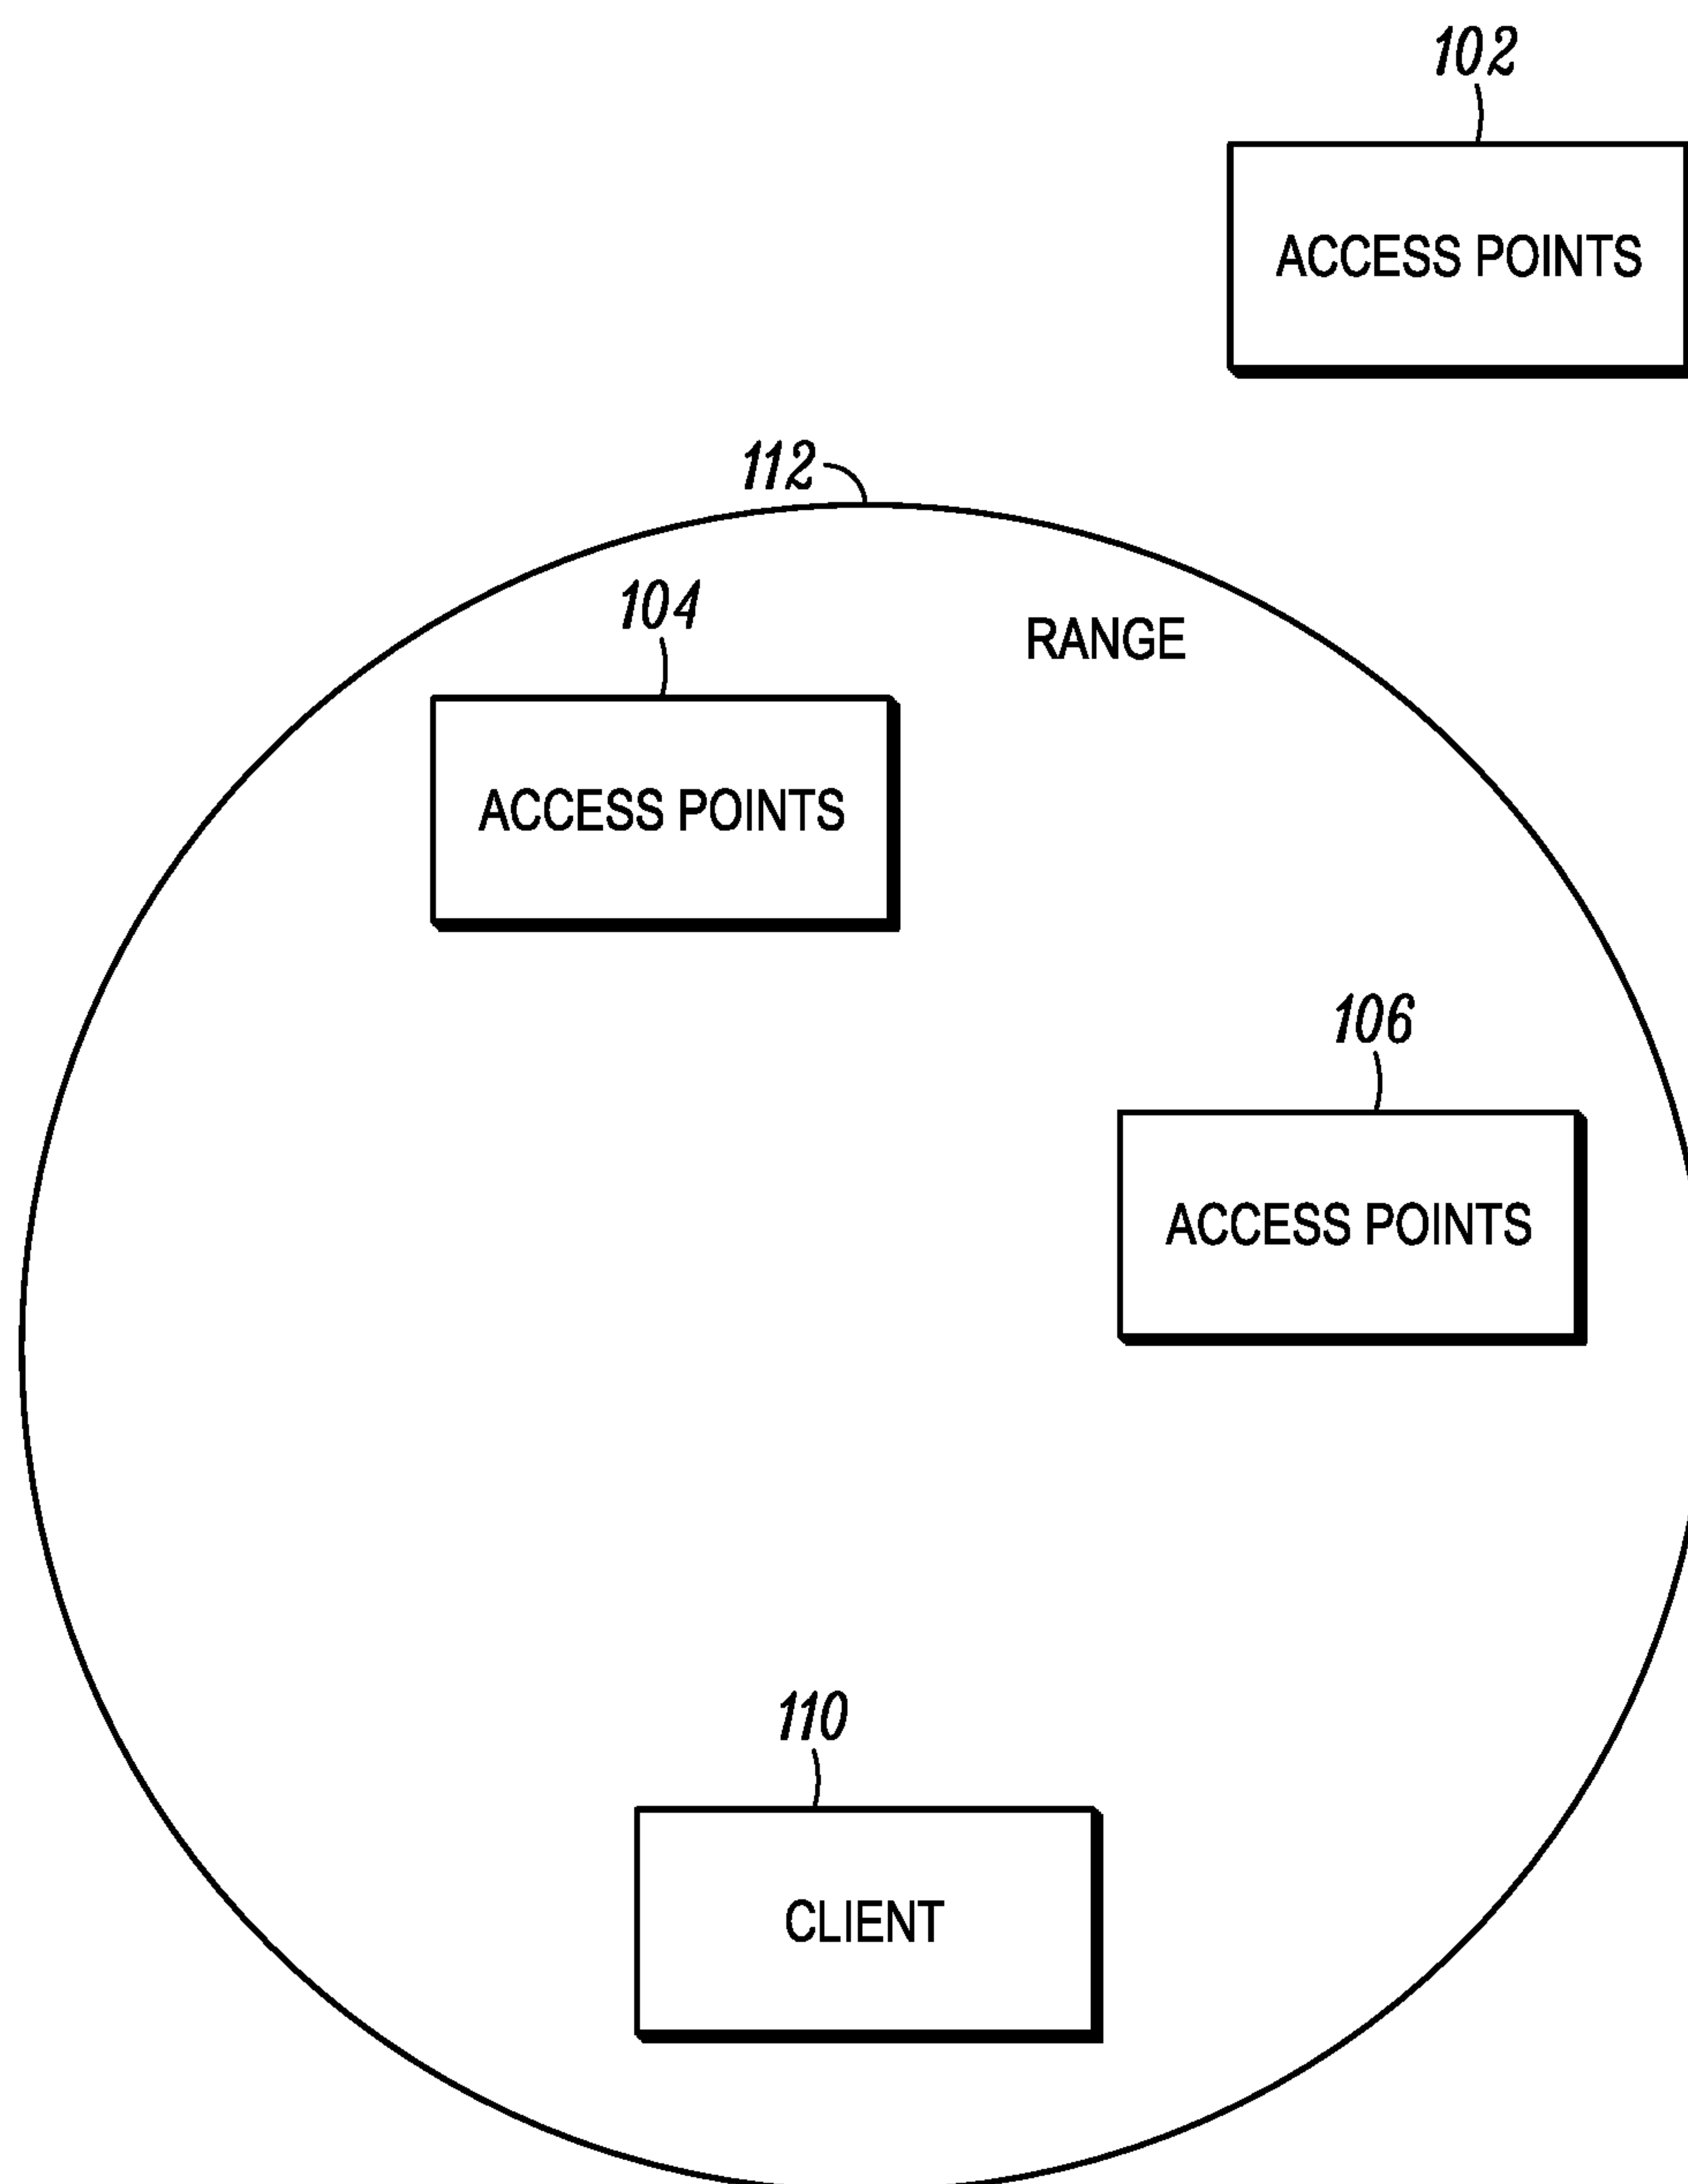 102
ACCESS POINTS
112
104
RANGE
ACCESS POINTS
106
ACCESS POINTS
110
CLIENT